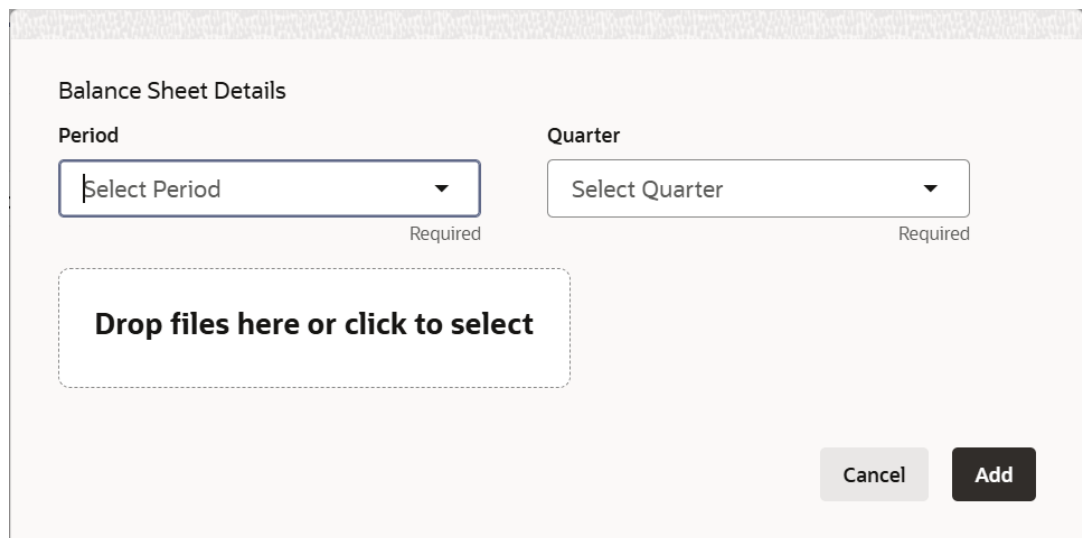 Balance Sheet Details
Period
Quarter
Select Period
Select Quarter
Required
Required
Drop files here or click to select
Cancel
Add